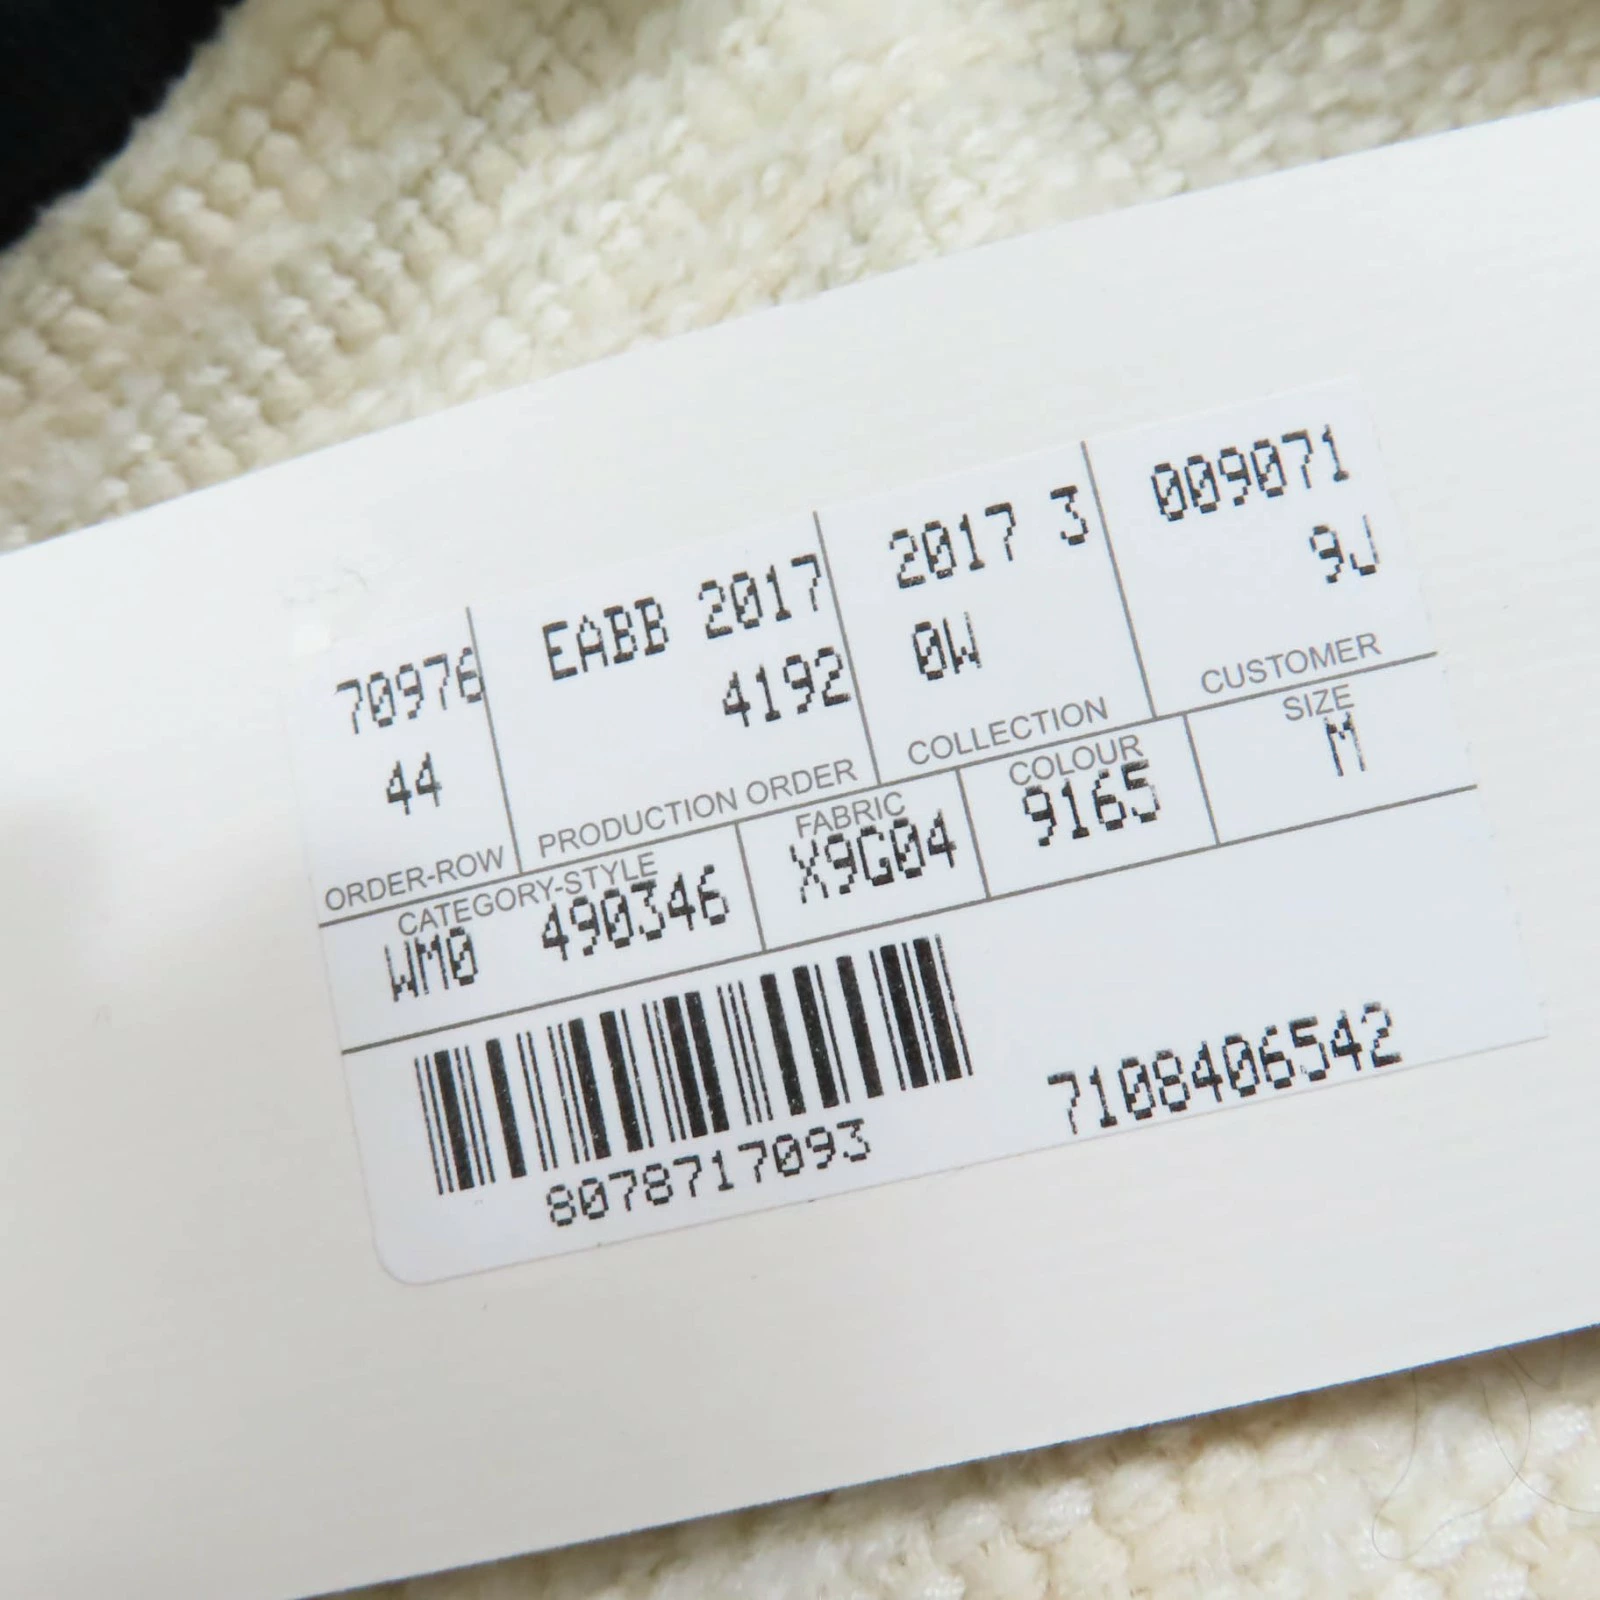 70976 EABB 2017 2017 3 009071
44 4192 0W 9J
ORDER-ROW PRODUCTION ORDER COLLECTION CUSTOMER
CATEGORY-STYLE FABRIC COLOUR SIZE
WM0 490346 X9G04 9165 M
8078717093 7108406542